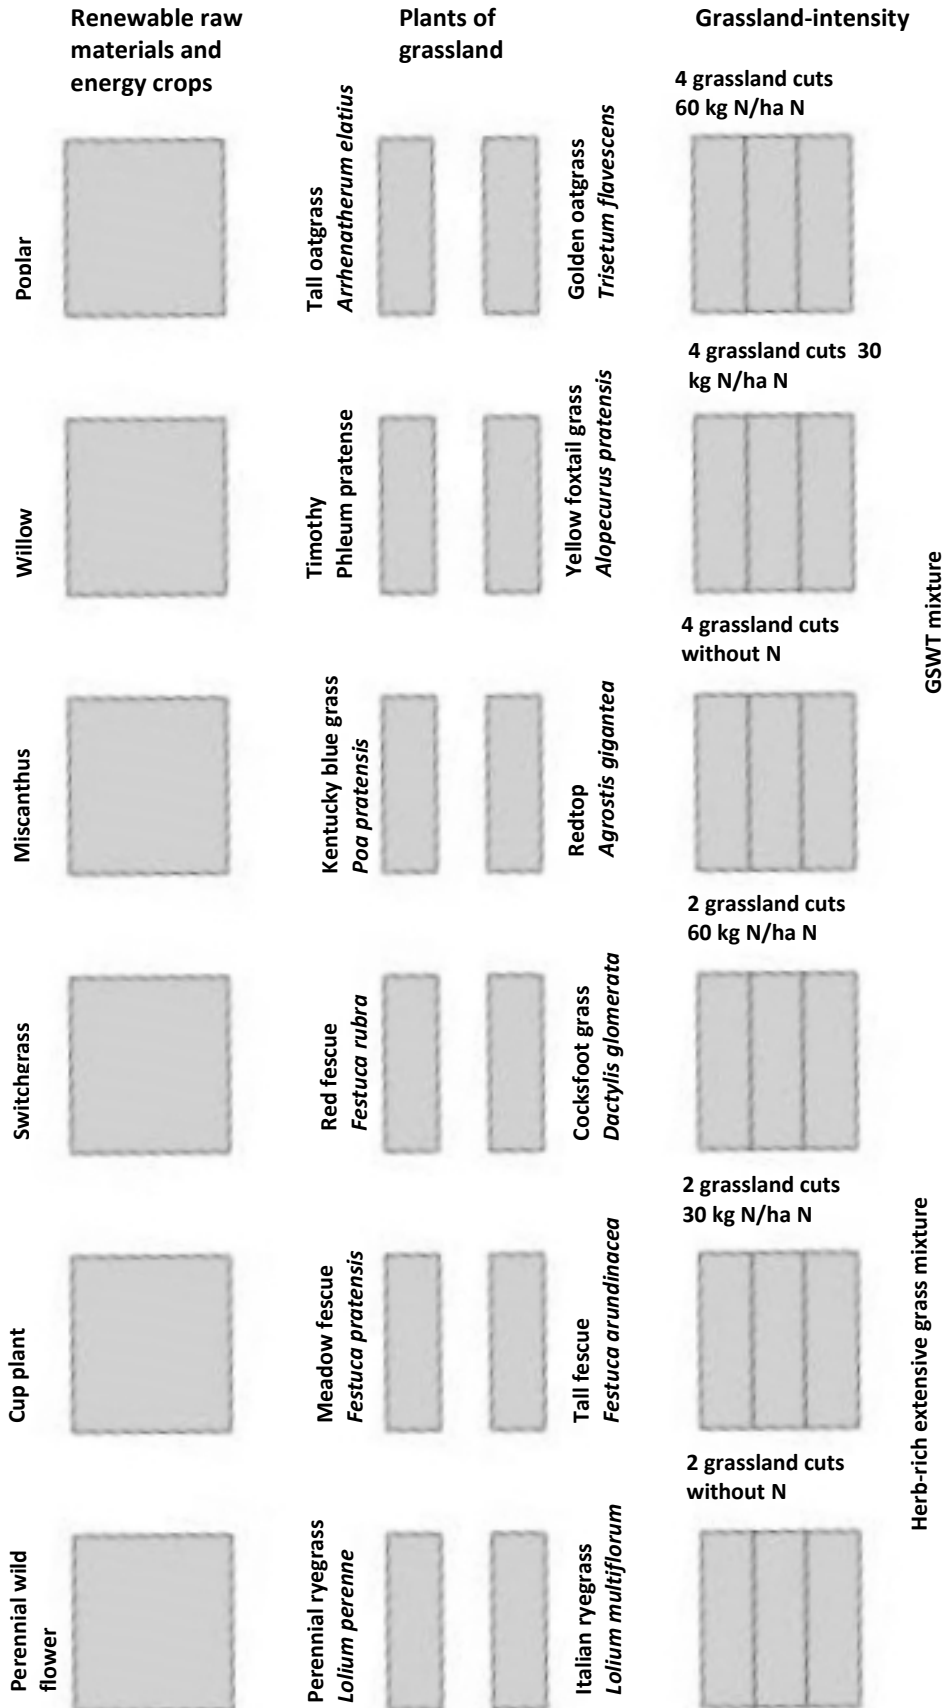 Renewable raw
materials and
energy crops
Plants of
grassland
Grassland-intensity
Poplar
Tall oatgrass
Arrhenatherum elatius
Golden oatgrass
Trisetum flavescens
4 grassland cuts
60 kg N/ha N
Willow
Timothy
Phleum pratense
Yellow foxtail grass
Alopecurus pratensis
4 grassland cuts 30
kg N/ha N
Miscanthus
Kentucky blue grass
Poa pratensis
Redtop
Agrostis gigantea
4 grassland cuts
without N
Switchgrass
Red fescue
Festuca rubra
Cocksfoot grass
Dactylis glomerata
2 grassland cuts
60 kg N/ha N
Cup plant
Meadow fescue
Festuca pratensis
Tall fescue
Festuca arundinacea
2 grassland cuts
30 kg N/ha N
Perennial wild
flower
Perennial ryegrass
Lolium perenne
Italian ryegrass
Lolium multiflorum
2 grassland cuts
without N
GSWT mixture
Herb-rich extensive grass mixture